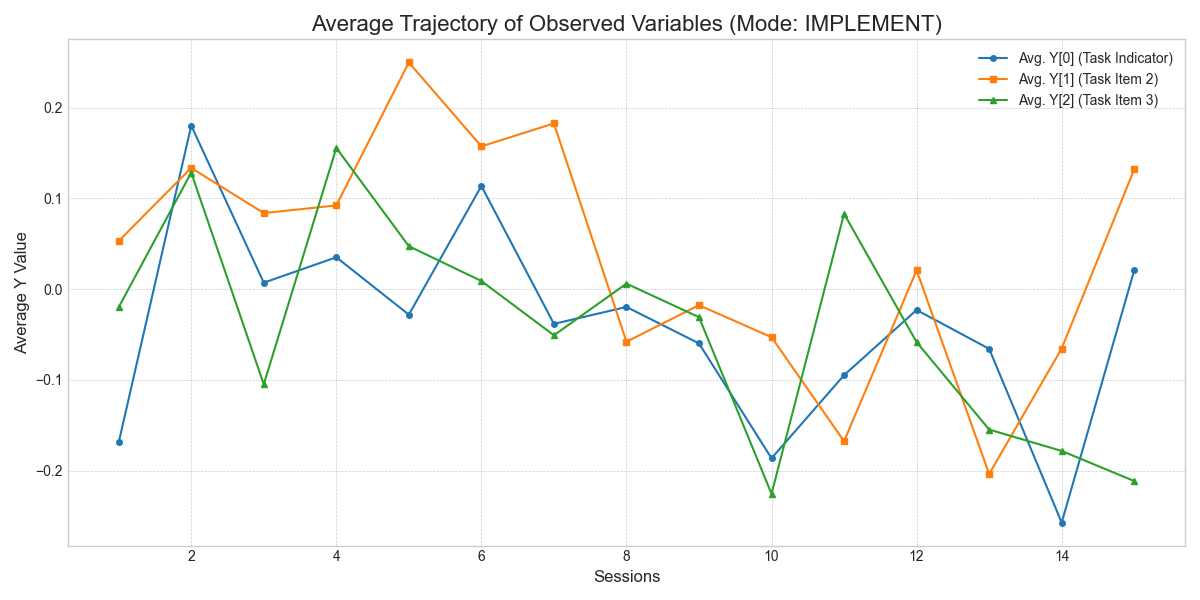 Average Trajectory of Observed Variables (Mode: IMPLEMENT)
Avg. Y[0] (Task Indicator)
Avg. Y[1] (Task Item 2)
Avg. Y[2] (Task Item 3)
Average Y Value
0.2
0.1
0.0
−0.1
−0.2
2 4 6 8 10 12 14
Sessions